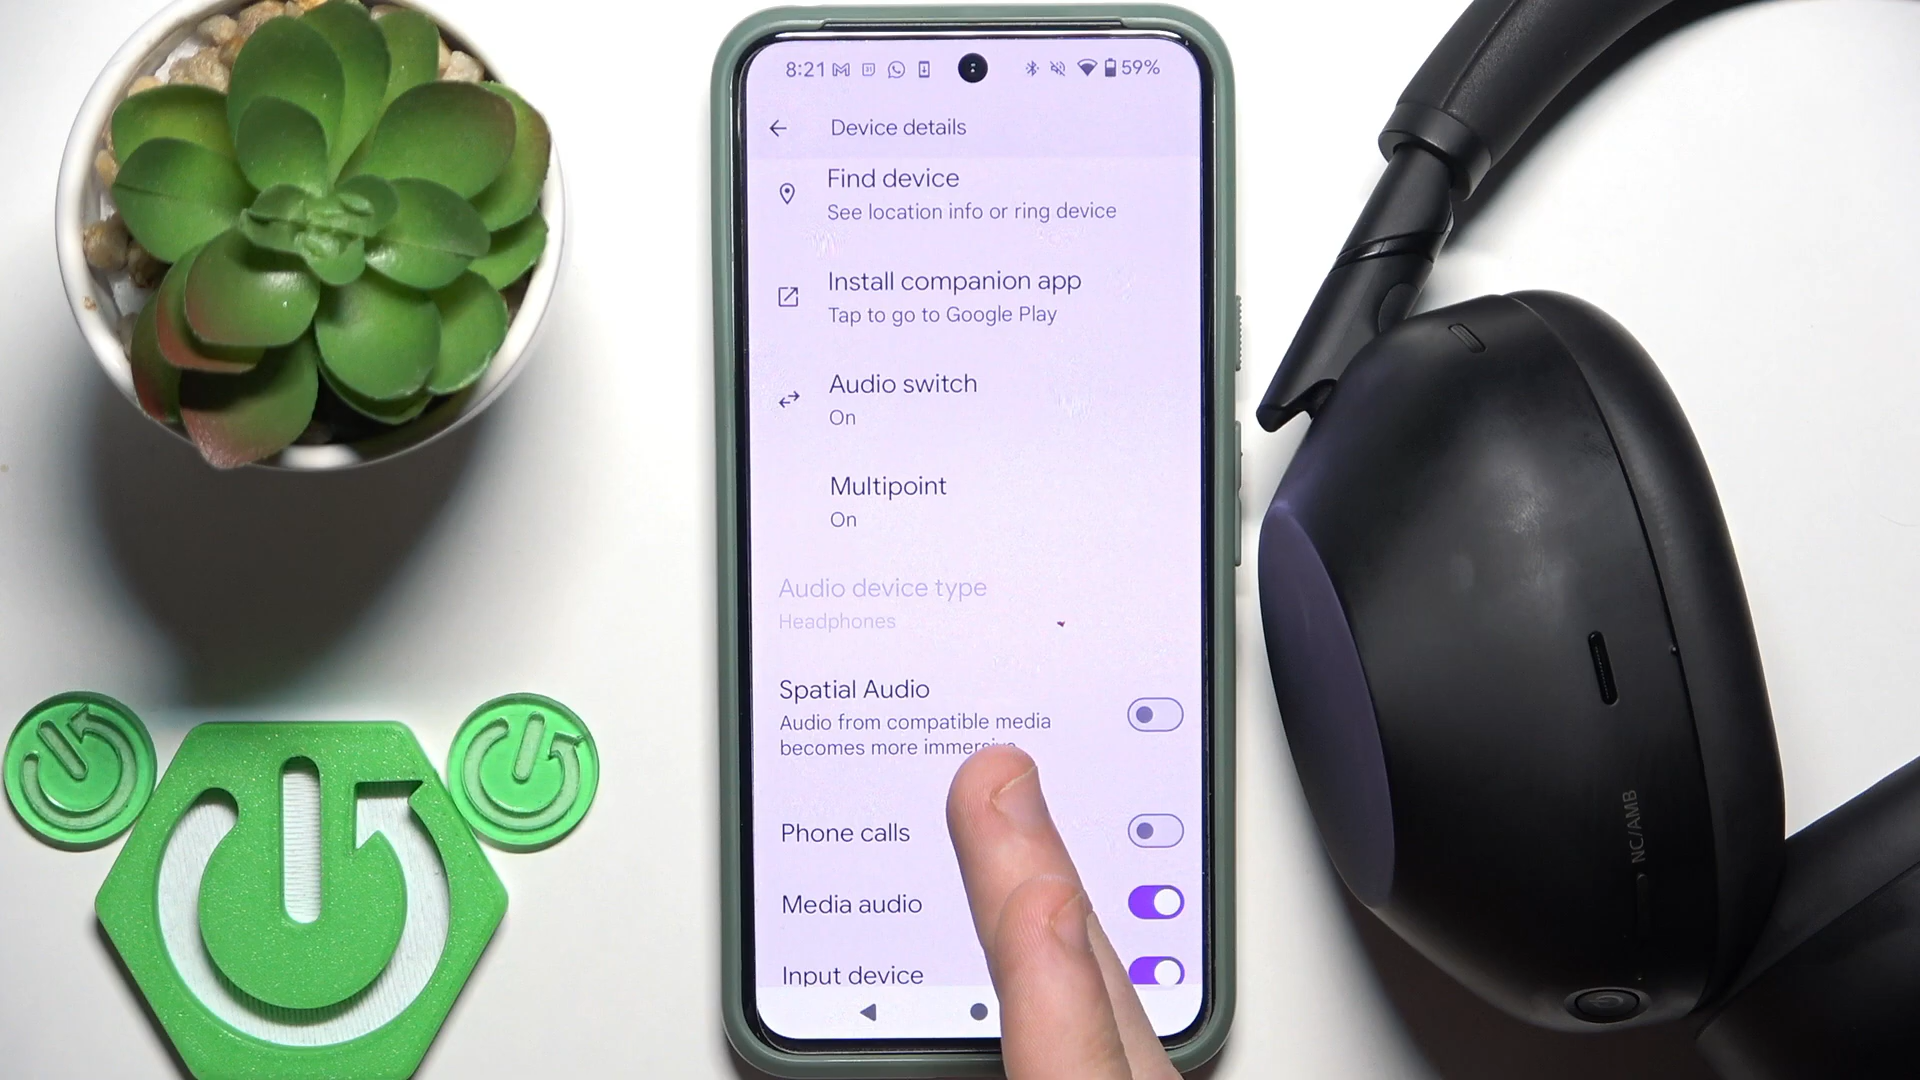 8:21 59%
Device details
Find device
See location info or ring device
Install companion app
Tap to go to Google Play
Audio switch
On
Multipoint
On
Audio device type
Headphones
Spatial Audio
Audio from compatible media
becomes more immersive
Phone calls
Media audio
Input device
NC/AMB